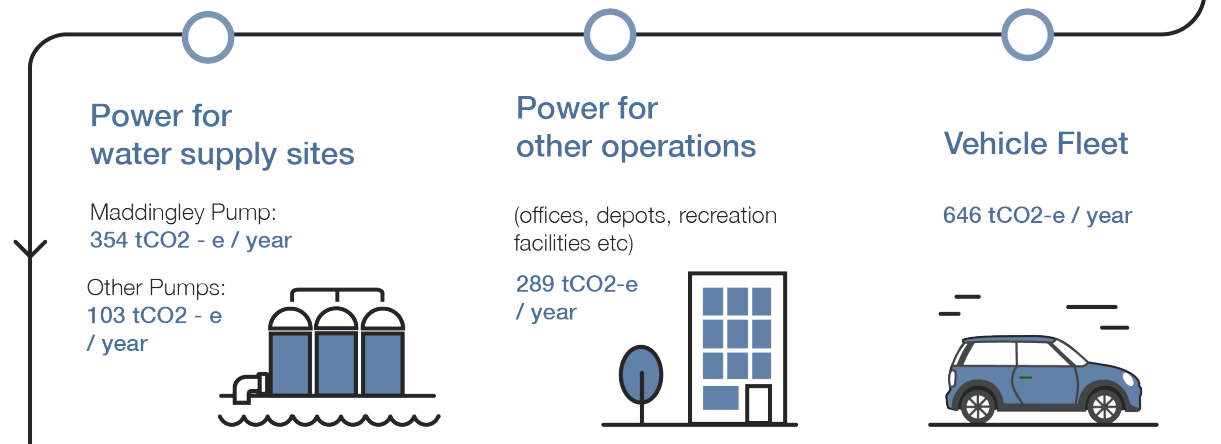 Power for
water supply sites
Maddingley Pump:
354 tCO2 - e / year
Other Pumps:
103 tCO2 - e
/ year
Power for
other operations
(offices, depots, recreation
facilities etc)
289 tCO2-e
/ year
Vehicle Fleet
646 tCO2-e / year